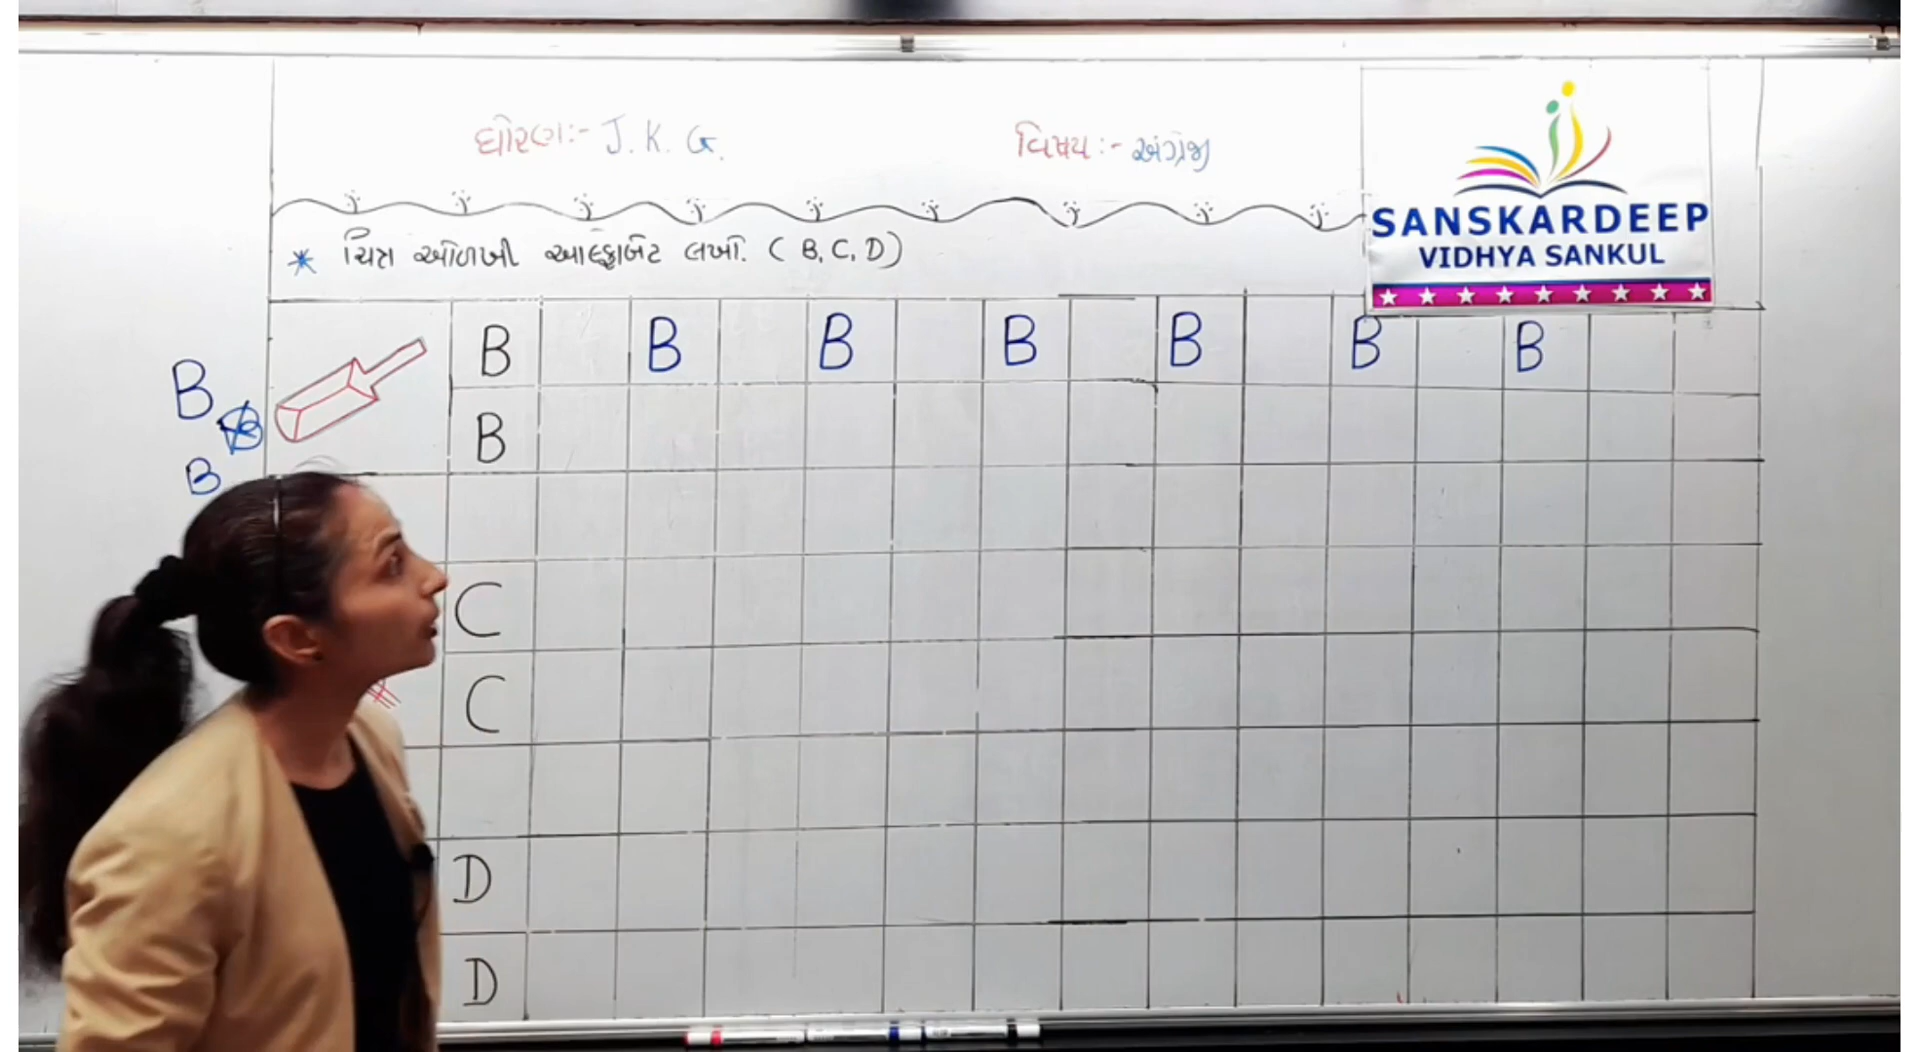 ધોરણ:- J. K. G.
વિષય:- અંગ્રેજી
SANSKARDEEP
VIDHYA SANKUL
* ચિત્ર ઓળખી આલ્ફાબેટ લખો. ( B, C, D )
B B B B B B B
B
B
B
C
C
D
D